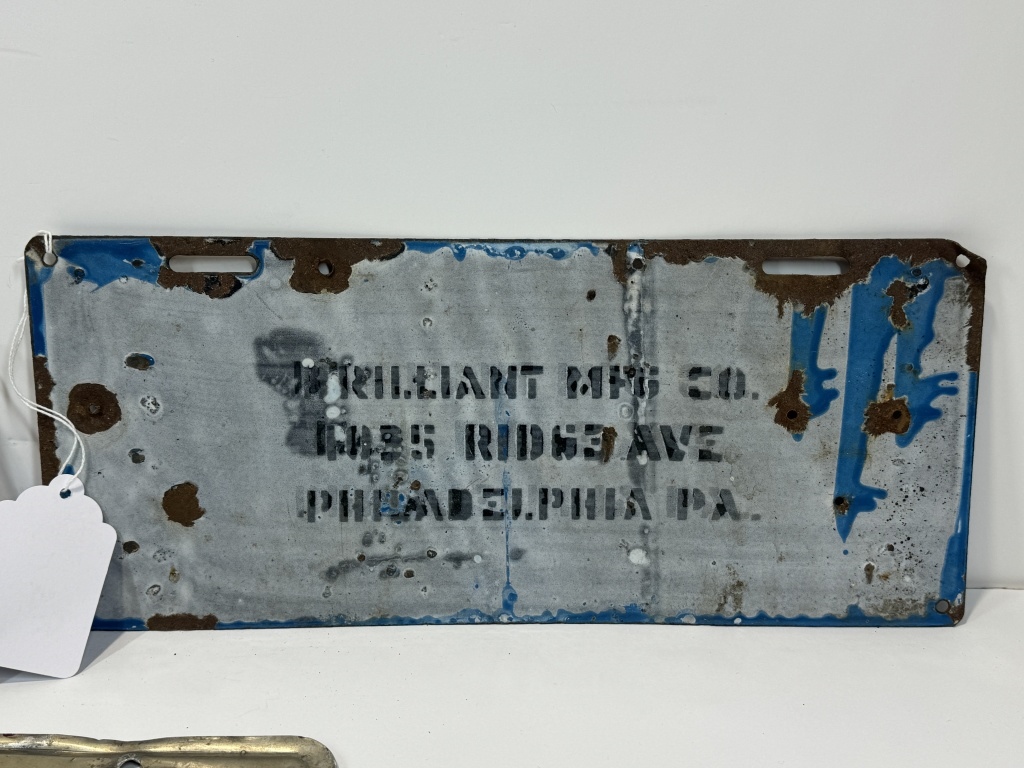 BRILLIANT MFG CO.
RIDGE AVE
PHILADELPHIA PA.